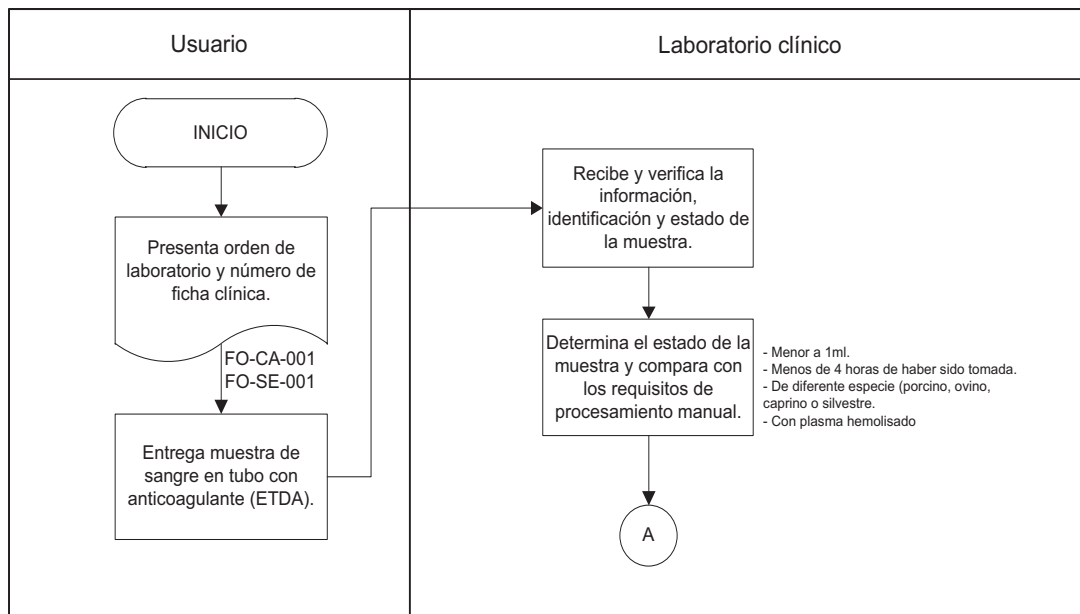 Usuario
Laboratorio clínico
INICIO
Presenta orden de
laboratorio y número de
ficha clínica.
FO-CA-001
FO-SE-001
Entrega muestra de
sangre en tubo con
anticoagulante (ETDA).
Recibe y verifica la
información,
identificación y estado de
la muestra.
Determina el estado de la
muestra y compara con
los requisitos de
procesamiento manual.
- Menor a 1ml.
- Menos de 4 horas de haber sido tomada.
- De diferente especie (porcino, ovino,
caprino o silvestre.
- Con plasma hemolisado
A